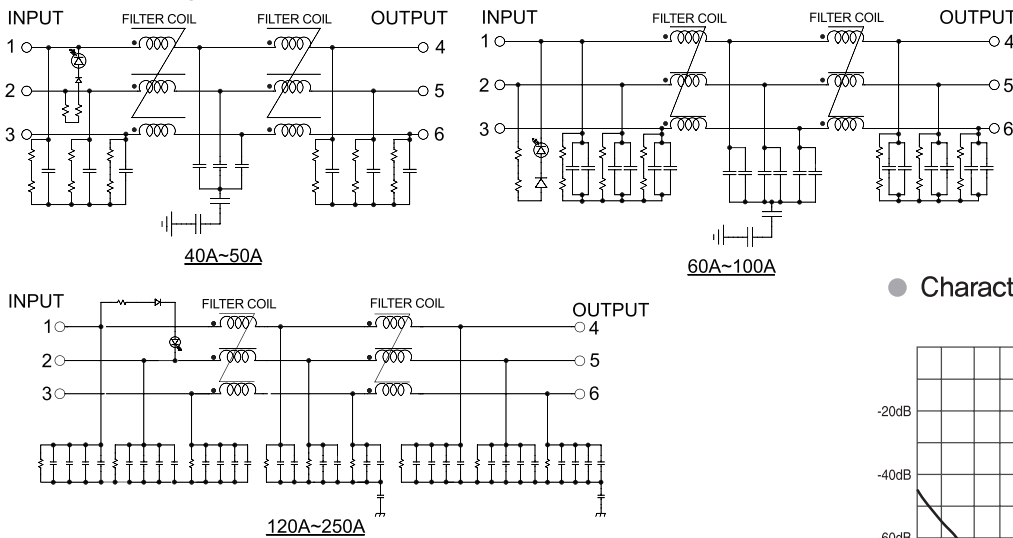 INPUT FILTER COIL FILTER COIL OUTPUT
1 4
2 5
3 6
40A~50A
INPUT FILTER COIL FILTER COIL OUTPUT
1 4
2 5
3 6
60A~100A
INPUT FILTER COIL FILTER COIL OUTPUT
1 4
2 5
3 6
120A~250A
Charact
-20dB
-40dB
-60dB